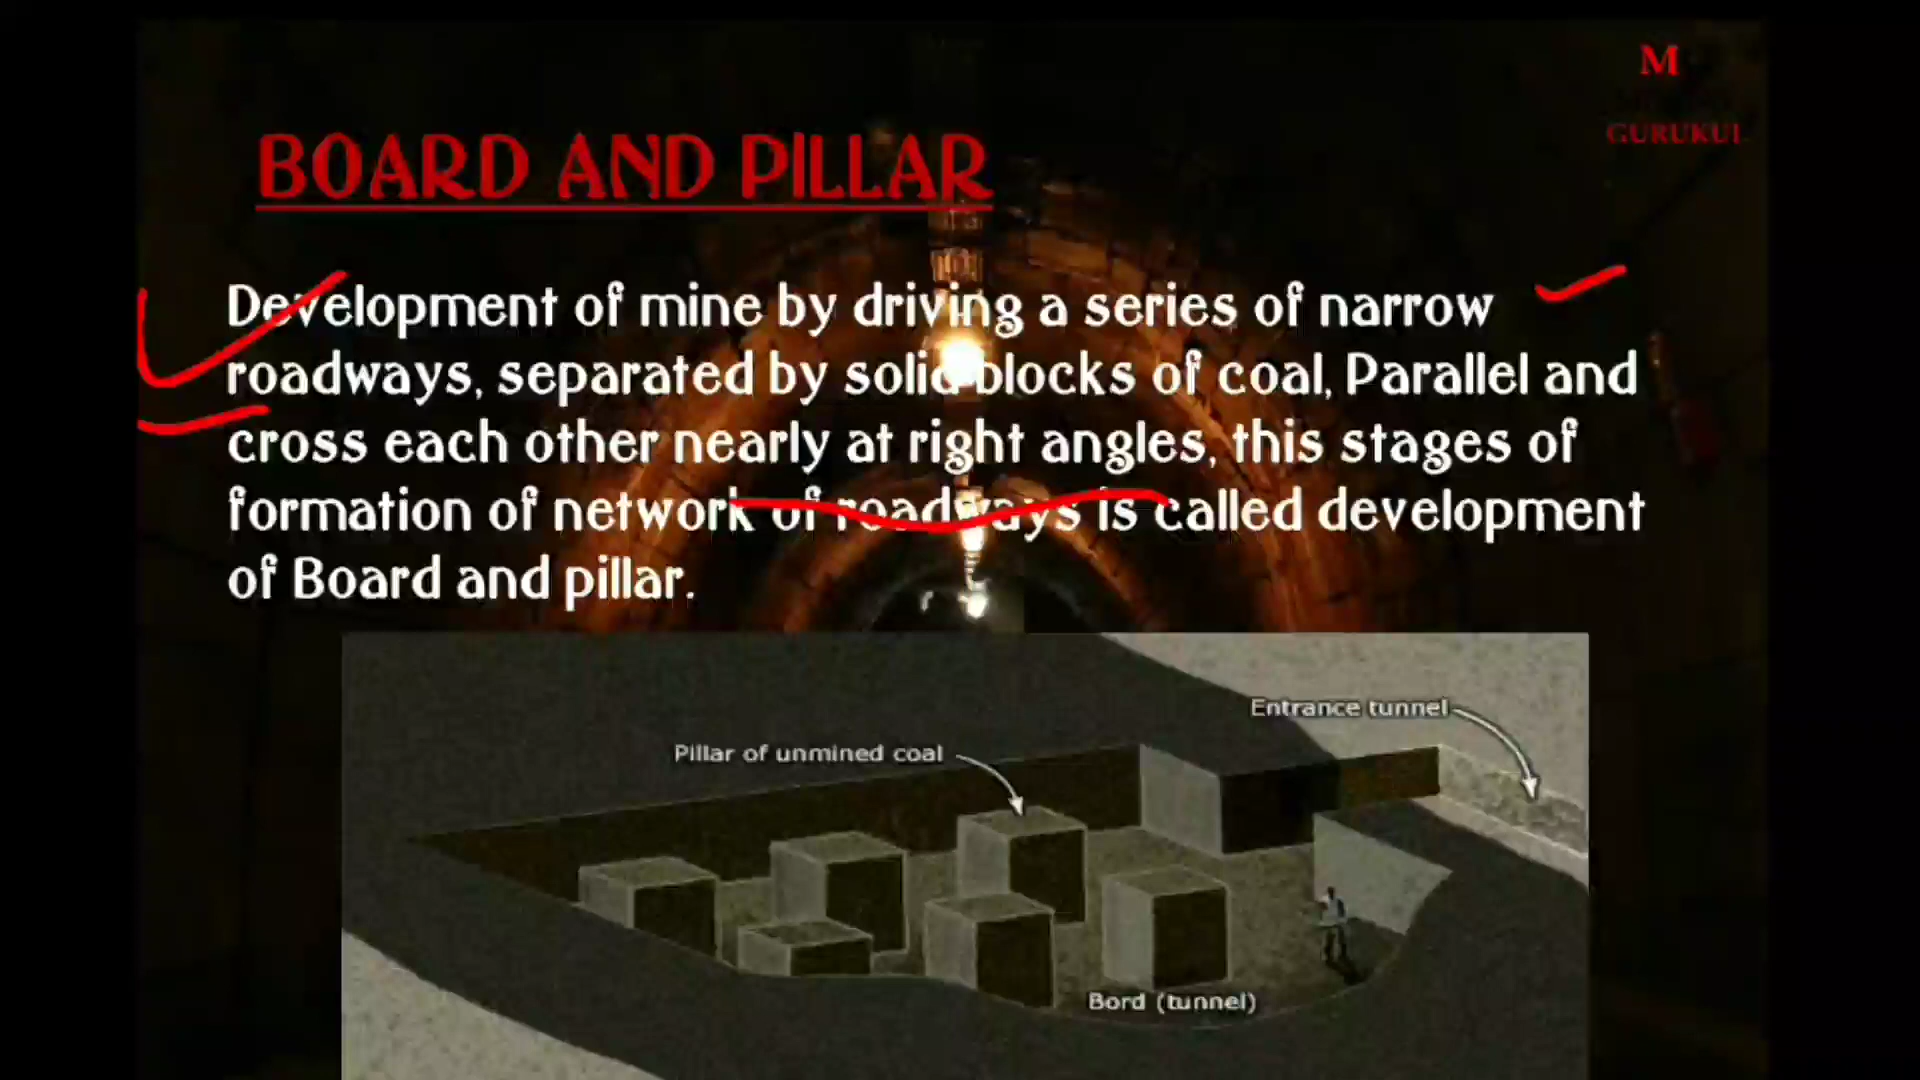 M
GURUKUL
BOARD AND PILLAR
Development of mine by driving a series of narrow
roadways, separated by solid blocks of coal, Parallel and
cross each other nearly at right angles, this stages of
formation of network of roadways is called development
of Board and pillar.
Entrance tunnel
Pillar of unmined coal
Bord (tunnel)